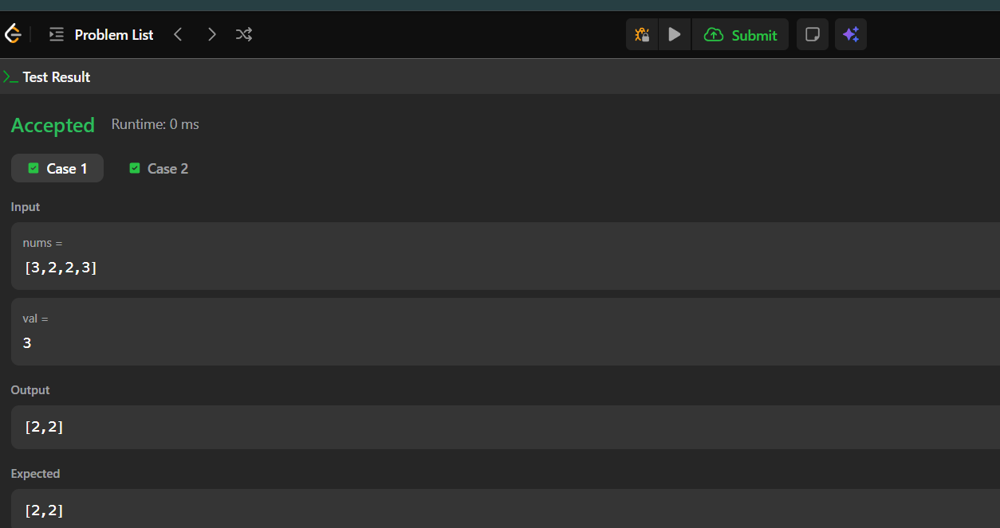 Problem List
Submit
Test Result
Accepted Runtime: 0 ms
Case 1 Case 2
Input
nums =
[3,2,2,3]
val =
3
Output
[2,2]
Expected
[2,2]